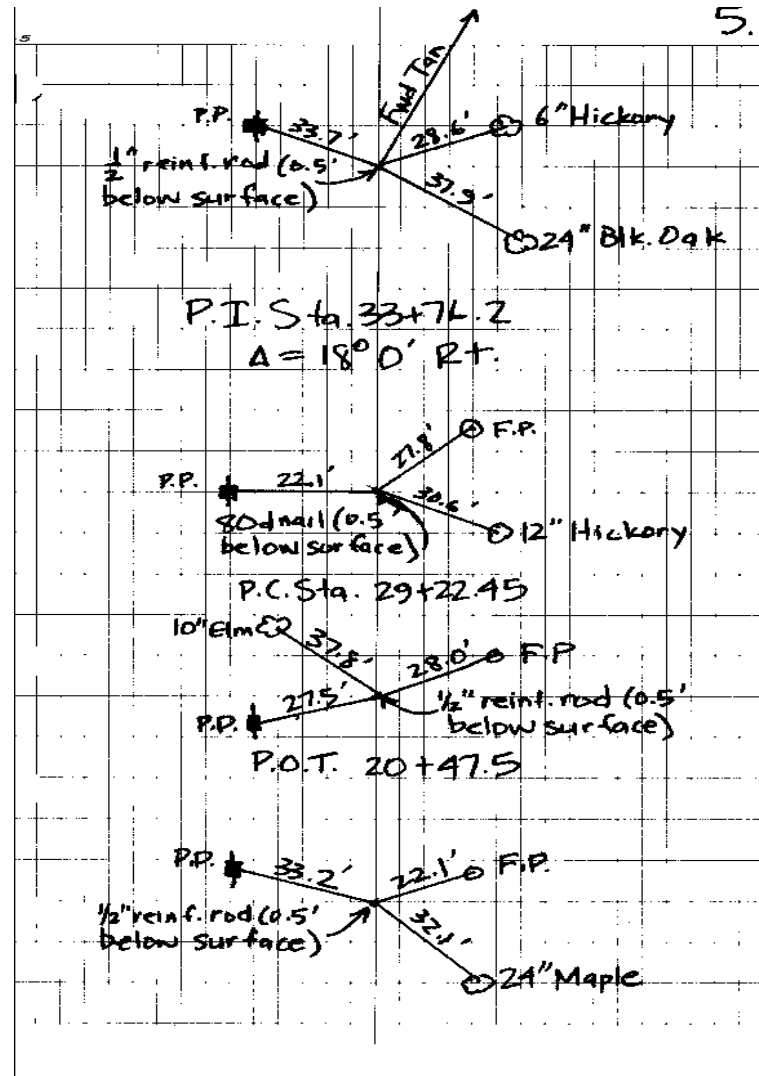 5.
5
Fwd Tan
P.P.
33.7'
28.6'
6" Hickory
1/2" reinf. rod (0.5'
below surface)
37.9'
24" Blk. Oak
P.I. Sta. 33+74.2
Δ = 18° 0' Rt.
27.8'
F.P.
P.P.
22.1'
30.6'
80d nail (0.5'
below surface)
12" Hickory
P.C. Sta. 29+22.45
10" Elm
37.8'
28.0'
F.P
27.5'
P.P.
1/2" reinf. rod (0.5'
below surface)
P.O.T. 20+47.5
P.P.
33.2'
22.1'
F.P.
1/2" reinf. rod (0.5'
below surface)
32.1'
24" Maple